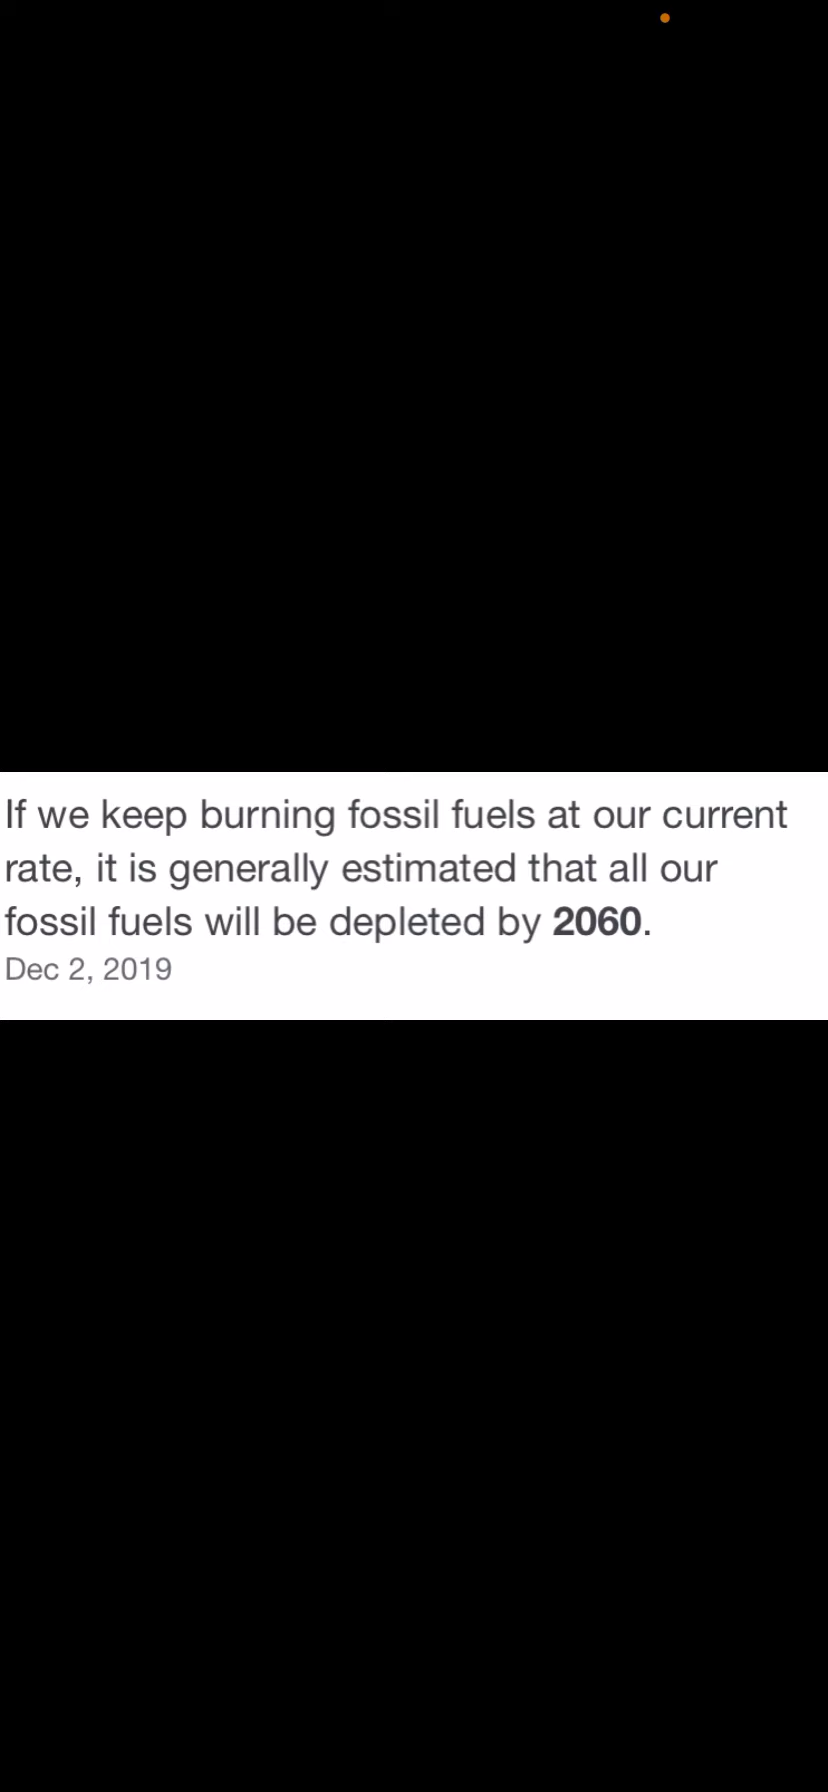 If we keep burning fossil fuels at our current
rate, it is generally estimated that all our
fossil fuels will be depleted by 2060.
Dec 2, 2019